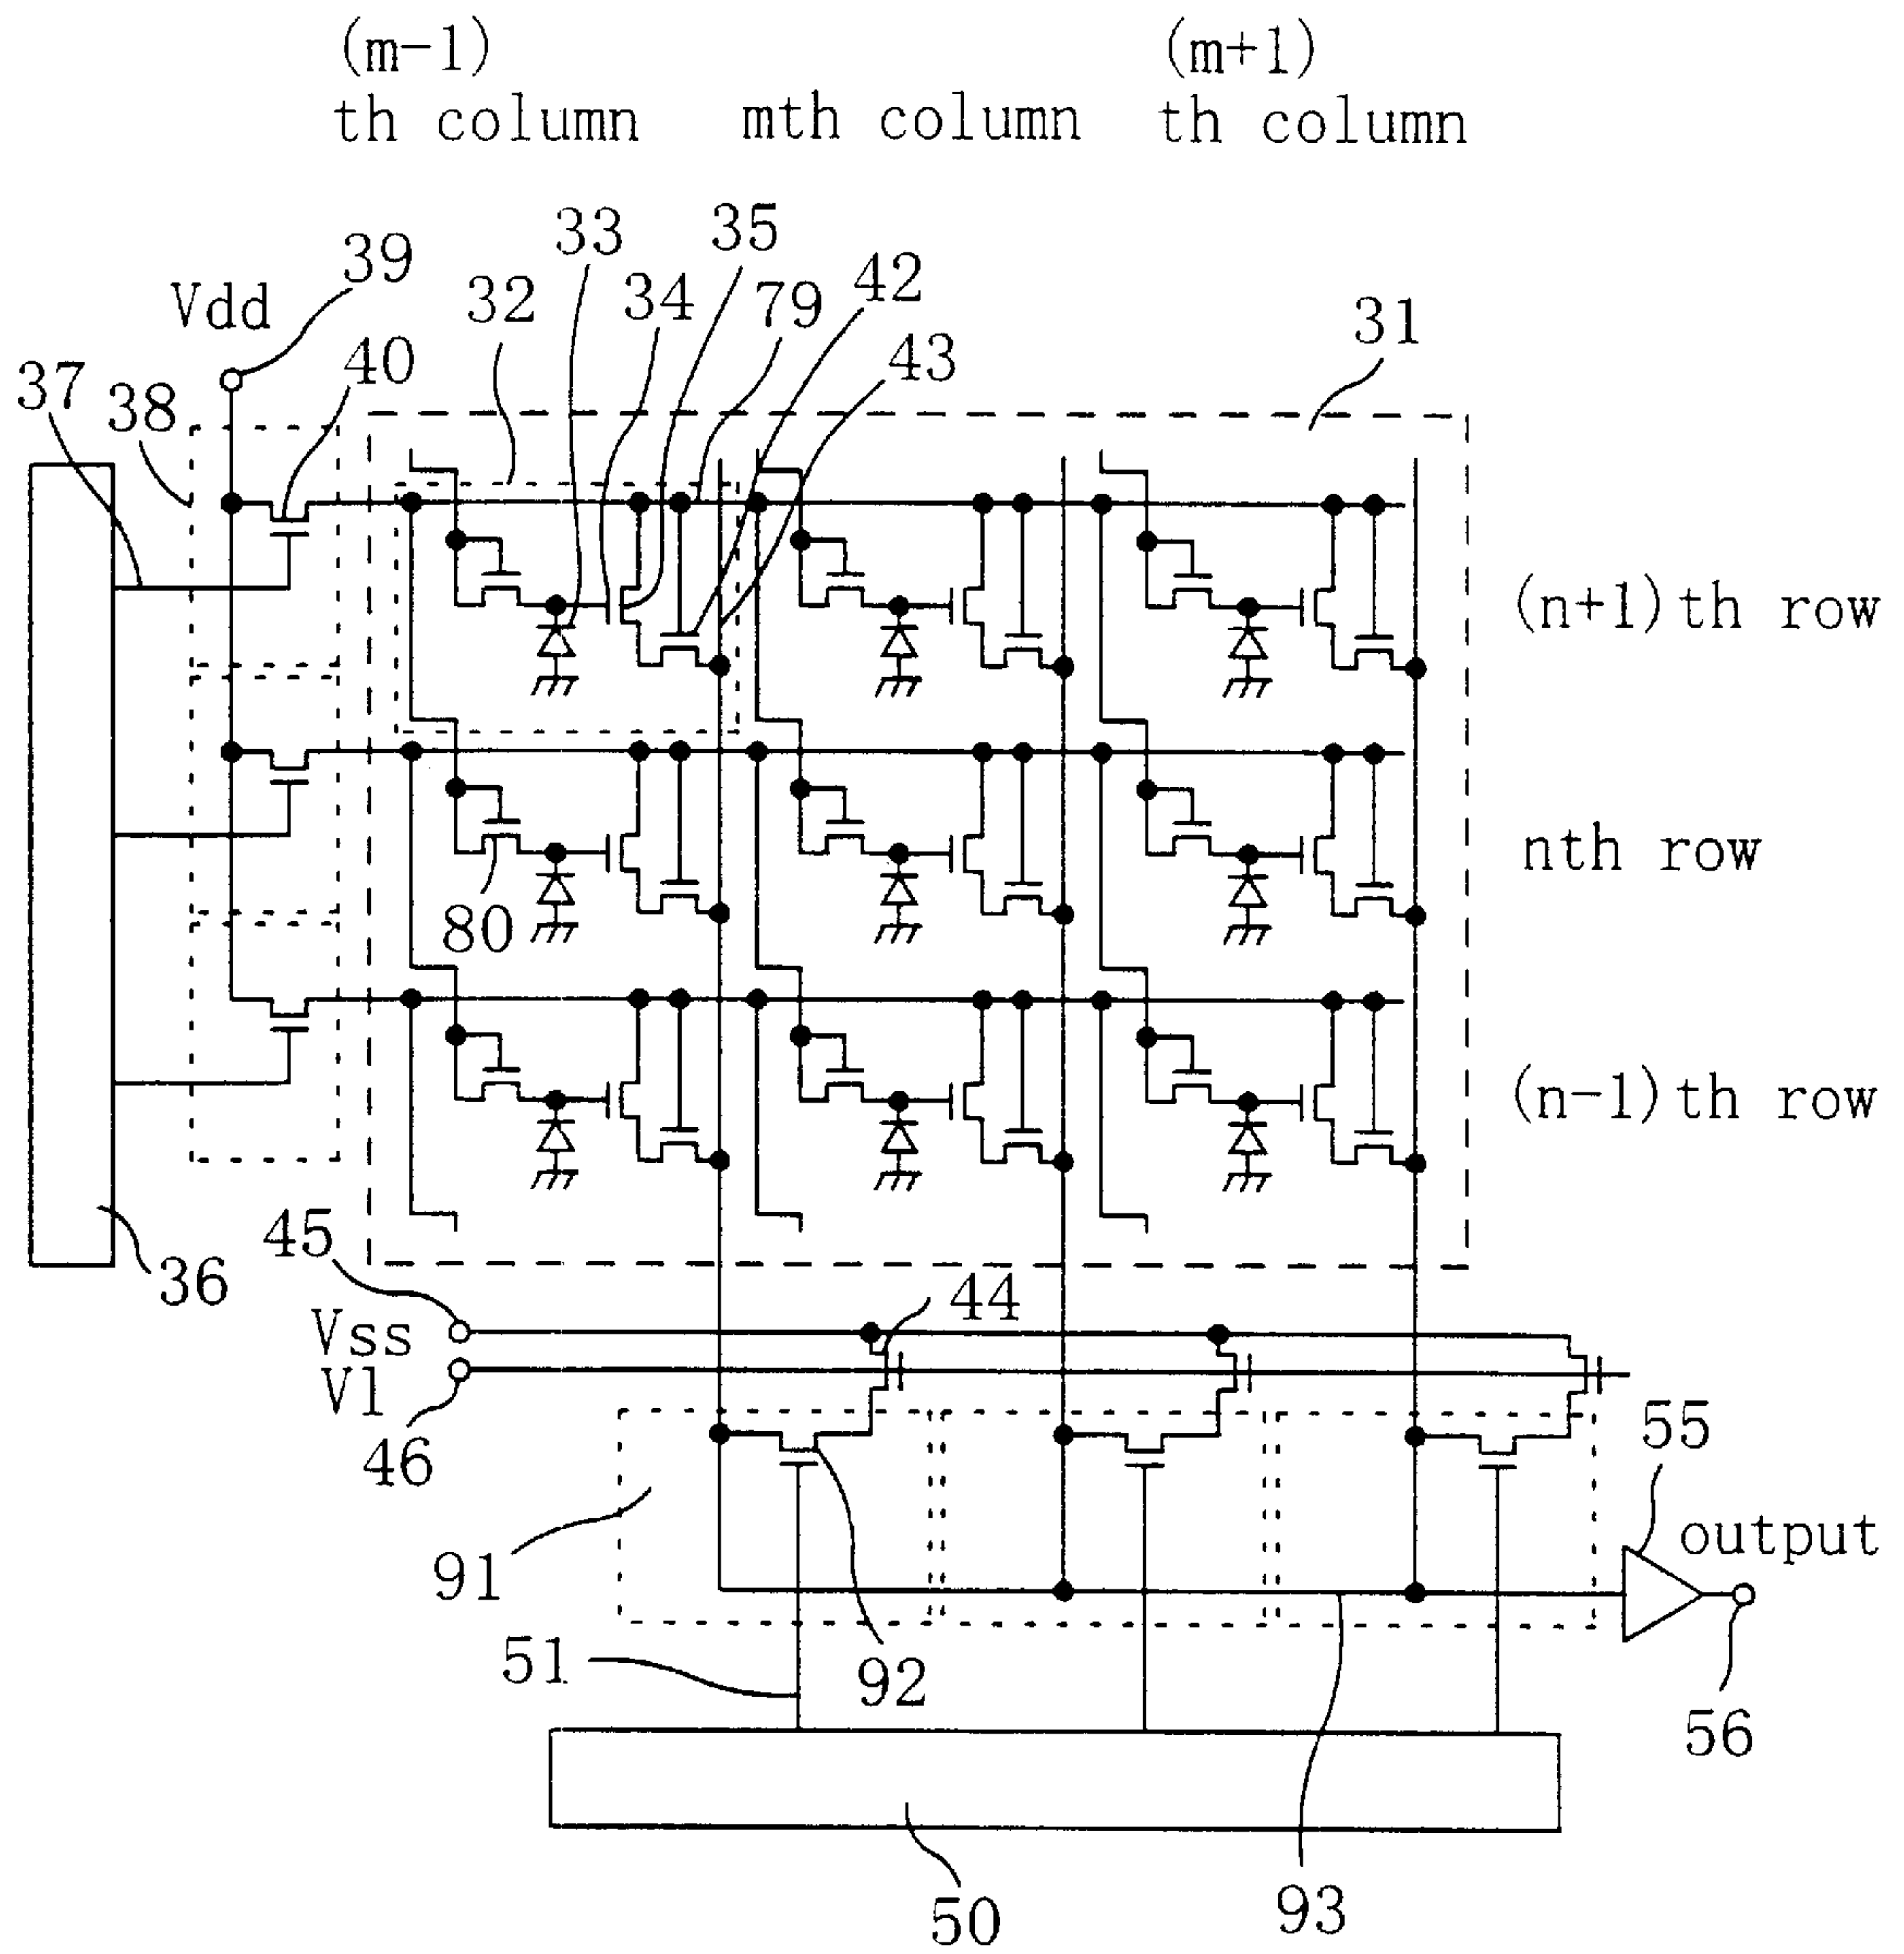 (m-1) (m+1)
th column mth column th column
33 35
39 32 34 79 42
Vdd 31
37 38 40 43
(n+1)th row
80 nth row
(n-1)th row
45
36 44
Vss
Vl
46 55
91 output
51 92
56
50 93